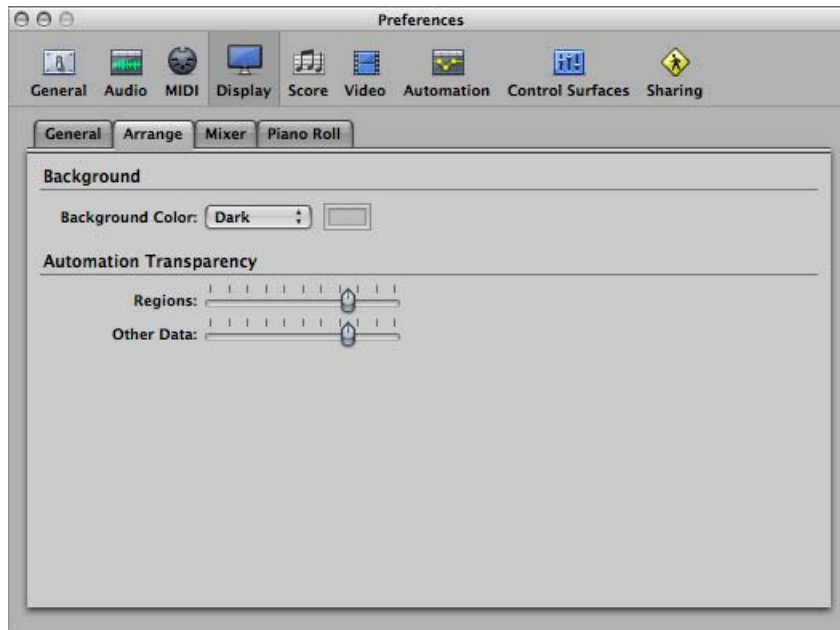 Preferences
General Audio MIDI Display Score Video Automation Control Surfaces Sharing
General Arrange Mixer Piano Roll
Background
Background Color: Dark
Automation Transparency
Regions:
Other Data: